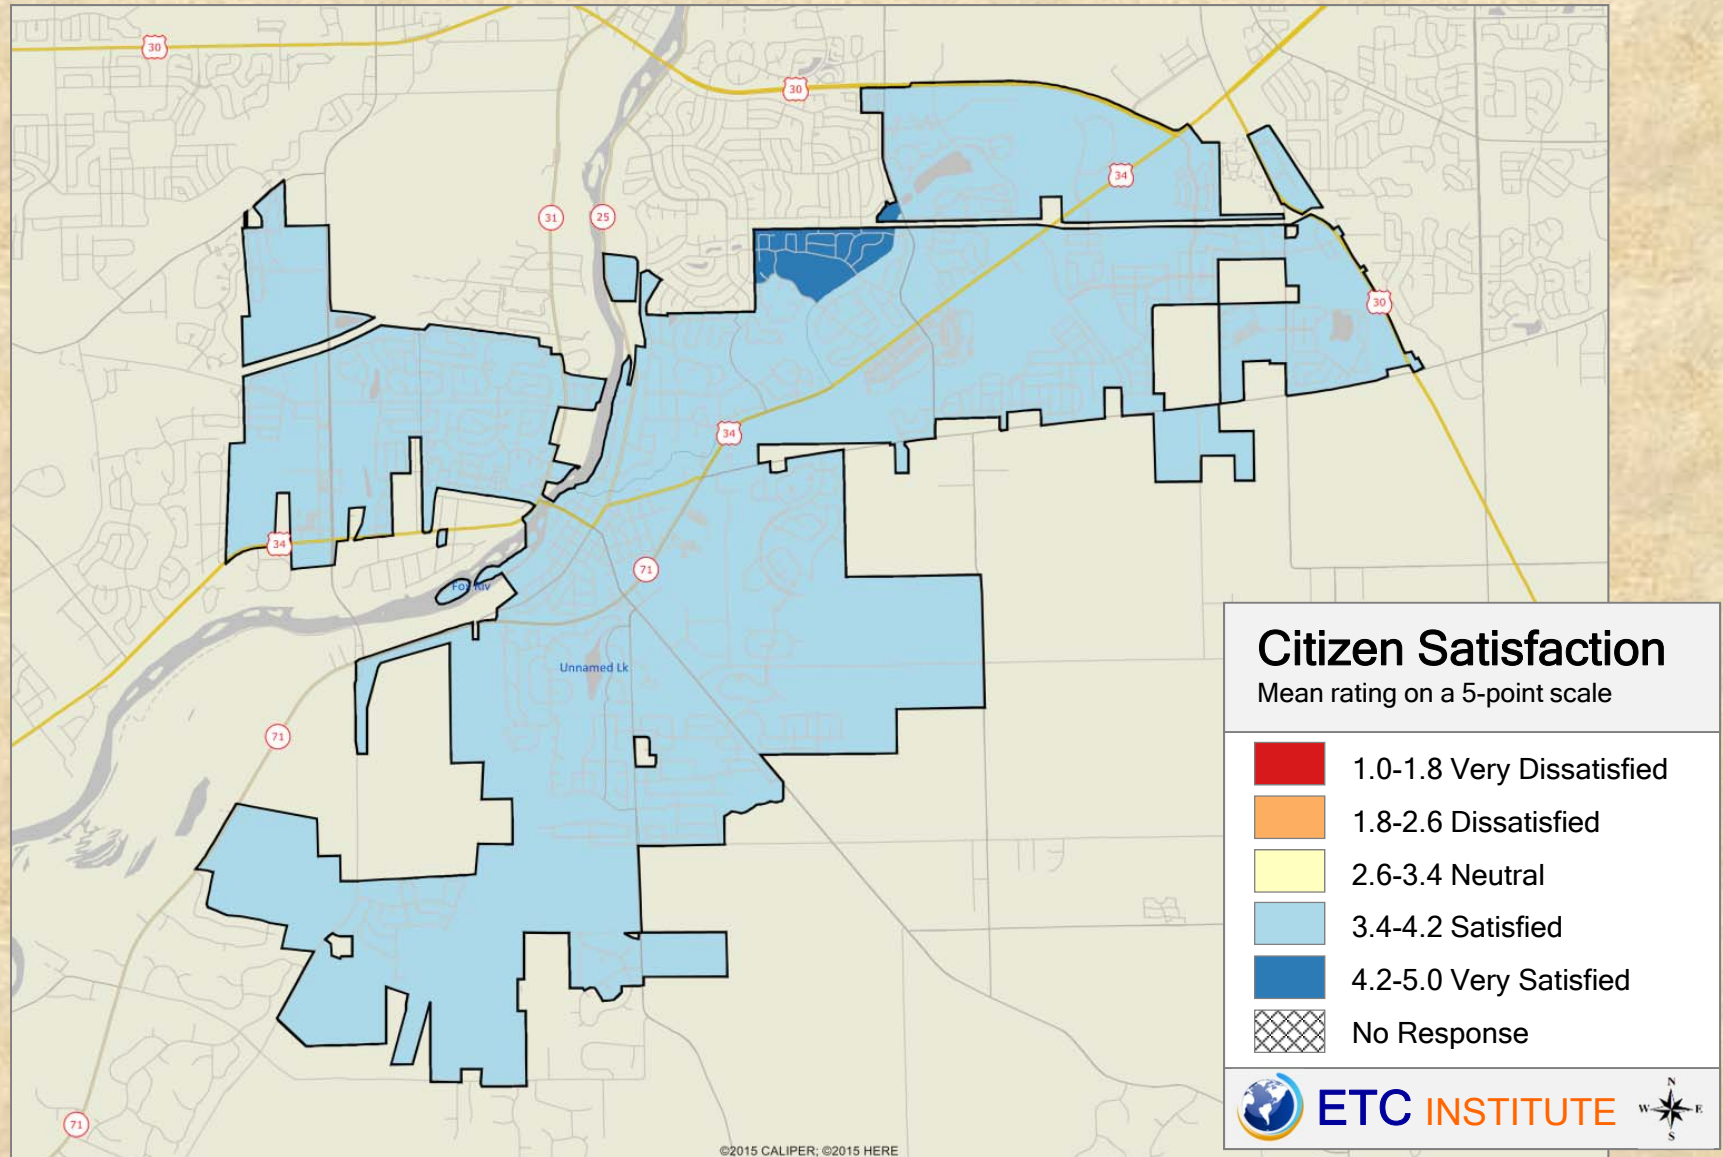 30
30
34
31
25
30
34
34
71
Fox Riv
Unnamed Lk
71
71
©2015 CALIPER; ©2015 HERE
Citizen Satisfaction
Mean rating on a 5-point scale
1.0-1.8 Very Dissatisfied
1.8-2.6 Dissatisfied
2.6-3.4 Neutral
3.4-4.2 Satisfied
4.2-5.0 Very Satisfied
No Response
ETC INSTITUTE
N
W E
S